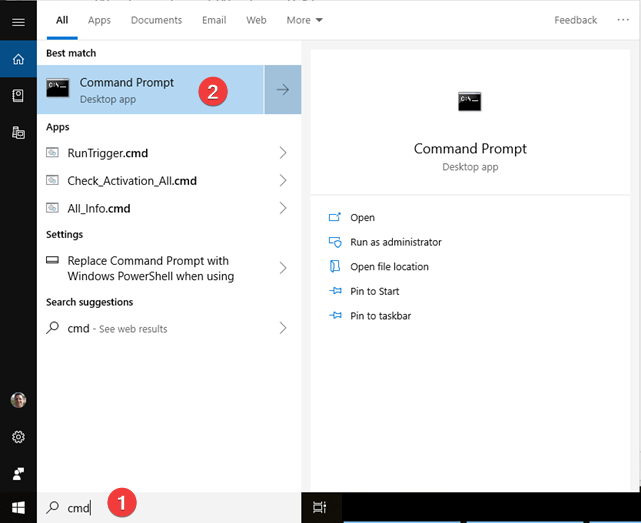 All Apps Documents Email Web More Feedback ...
Best match
Command Prompt
Desktop app
2
Apps
RunTrigger.cmd
Check_Activation_All.cmd
All_Info.cmd
Settings
Replace Command Prompt with
Windows PowerShell when using
Search suggestions
cmd - See web results
C:\_
Command Prompt
Desktop app
Open
Run as administrator
Open file location
Pin to Start
Pin to taskbar
cmd
1